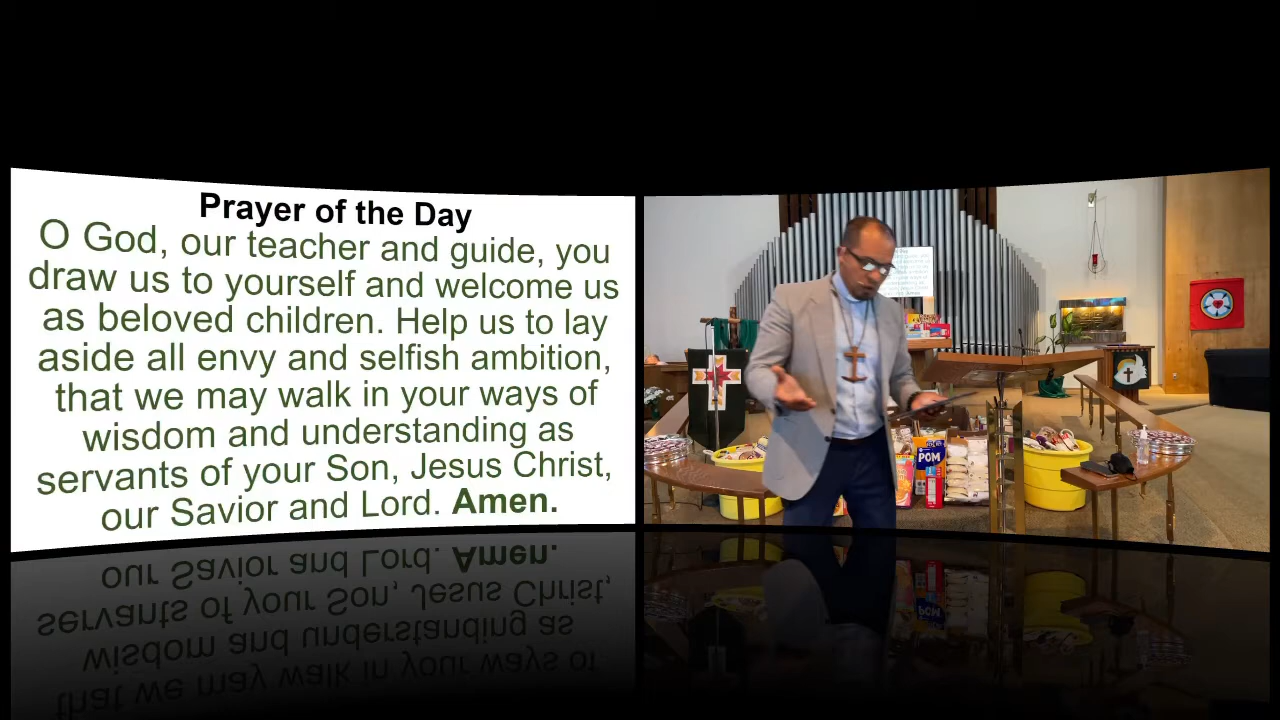 Prayer of the Day
O God, our teacher and guide, you
draw us to yourself and welcome us
as beloved children. Help us to lay
aside all envy and selfish ambition,
that we may walk in your ways of
wisdom and understanding as
servants of your Son, Jesus Christ,
our Savior and Lord. Amen.
POM